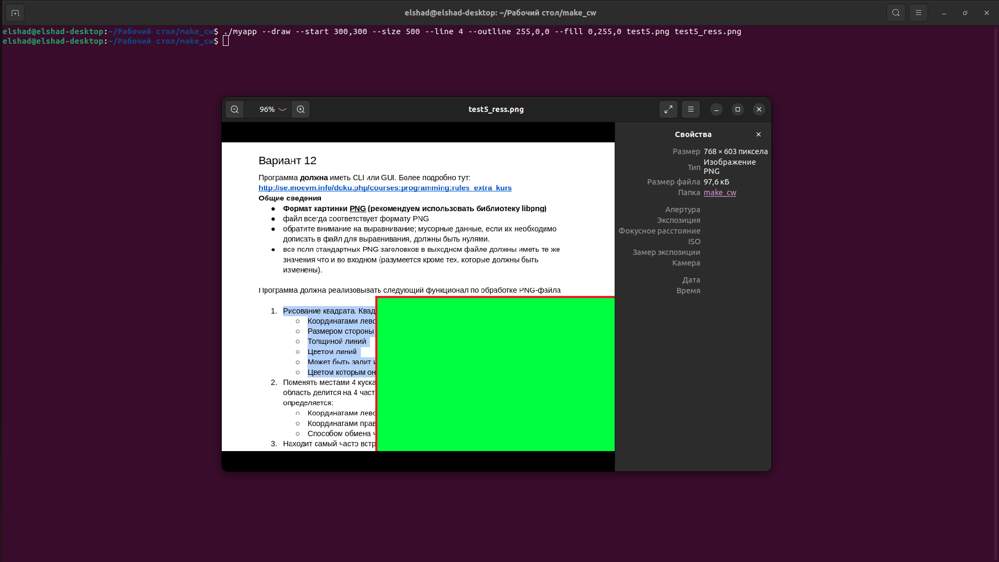 elshad@elshad-desktop: ~/Рабочий стол/make_cw
elshad@elshad-desktop:~/Рабочий стол/make_cw$ ./myapp --draw --start 300,300 --size 500 --line 4 --outline 255,0,0 --fill 0,255,0 test5.png test5_ress.png
elshad@elshad-desktop:~/Рабочий стол/make_cw$
96%
test5_ress.png
Вариант 12
Программа должна иметь CLI или GUI. Более подробно тут:
http://se.moevm.info/doku.php/courses:programming:rules_extra_kurs
Общие сведения
● Формат картинки PNG (рекомендуем использовать библиотеку libpng)
● файл всегда соответствует формату PNG
● обратите внимание на выравнивание; мусорные данные, если их необходимо
дописать в файл для выравнивания, должны быть нулями.
● все поля стандартных PNG заголовков в выходном файле должны иметь те же
значения что и во входном (разумеется кроме тех, которые должны быть
изменены).
Программа должна реализовывать следующий функционал по обработке PNG-файла
1. Рисование квадрата. Квад
○ Координатами лево
○ Размером стороны
○ Толщиной линий
○ Цветом линий
○ Может быть залит и
○ Цветом которым он
2. Поменять местами 4 куска
область делится на 4 част
определяется:
○ Координатами лево
○ Координатами прав
○ Способом обмена ч
3. Находит самый часто встр
Свойства
Размер 768 × 603 пиксела
Тип Изображение
PNG
Размер файла 97,6 кБ
Папка make_cw
Апертура
Экспозиция
Фокусное расстояние
ISO
Замер экспозиции
Камера
Дата
Время